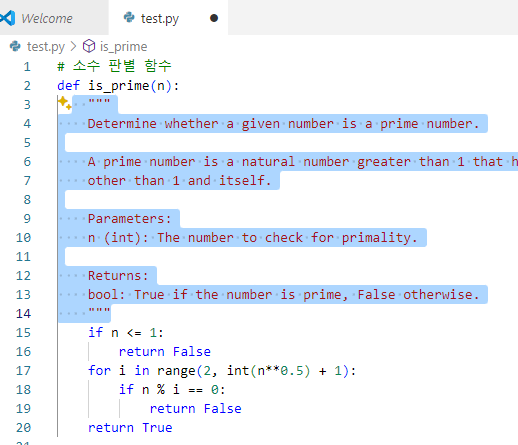 Welcome
test.py
test.py > is_prime
1 # 소수 판별 함수
2 def is_prime(n):
3 """
4 Determine whether a given number is a prime number.
5
6 A prime number is a natural number greater than 1 that
7 other than 1 and itself.
8
9 Parameters:
10 n (int): The number to check for primality.
11
12 Returns:
13 bool: True if the number is prime, False otherwise.
14 """
15 if n <= 1:
16 return False
17 for i in range(2, int(n**0.5) + 1):
18 if n % i == 0:
19 return False
20 return True